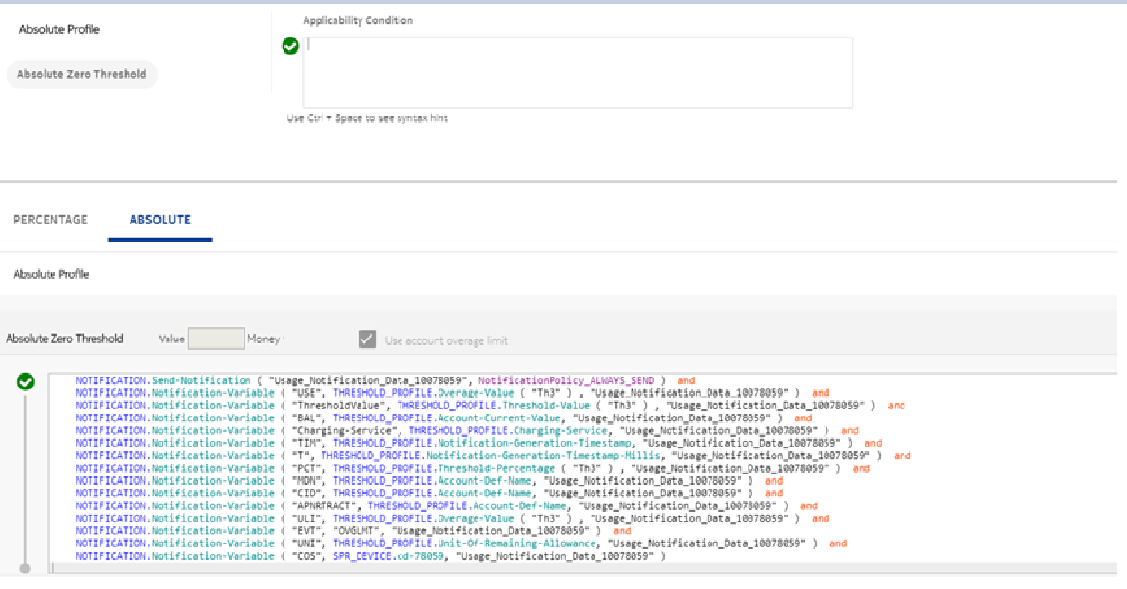 Absolute Profile
Applicability Condition
Absolute Zero Threshold
Use Ctrl + Space to see syntax hint
PERCENTAGE ABSOLUTE
Absolute Profile
Absolute Zero Threshold Value Money Use account overage limit
NOTIFICATION.Send-Notification ( "Usage_Notification_Data_10078059", NotificationPolicy_ALWAYS_SEND ) and
NOTIFICATION.Notification-Variable ( "USE", THRESHOLD_PROFILE.Overage-Value ( "Th3" ) , "Usage_Notification_Data_10078059" ) and
NOTIFICATION.Notification-Variable ( "ThresholdValue", THRESHOLD_PROFILE.Threshold-Value ( "Th3" ) , "Usage_Notification_Data_10078059" ) and
NOTIFICATION.Notification-Variable ( "BAL", THRESHOLD_PROFILE.Account-Current-Value, "Usage_Notification_Data_10078059" ) and
NOTIFICATION.Notification-Variable ( "Charging-Service", THRESHOLD_PROFILE.Charging-Service, "Usage_Notification_Data_10078059" ) and
NOTIFICATION.Notification-Variable ( "TIM", THRESHOLD_PROFILE.Notification-Generation-Timestamp, "Usage_Notification_Data_10078059" ) and
NOTIFICATION.Notification-Variable ( "T", THRESHOLD_PROFILE.Notification-Generation-Timestamp-Millis, "Usage_Notification_Data_10078059" ) and
NOTIFICATION.Notification-Variable ( "PCT", THRESHOLD_PROFILE.Threshold-Percentage ( "Th3" ) , "Usage_Notification_Data_10078059" ) and
NOTIFICATION.Notification-Variable ( "MON", THRESHOLD_PROFILE.Account-Def-Name, "Usage_Notification_Data_10078059" ) and
NOTIFICATION.Notification-Variable ( "CID", THRESHOLD_PROFILE.Account-Def-Name, "Usage_Notification_Data_10078059" ) and
NOTIFICATION.Notification-Variable ( "APNRTRACT", THRESHOLD_PROFILE.Account-Def-Name, "Usage_Notification_Data_10078059" ) and
NOTIFICATION.Notification-Variable ( "ULI", THRESHOLD_PROFILE.Overage-Value ( "Th3" ) , "Usage_Notification_Data_10078059" ) and
NOTIFICATION.Notification-Variable ( "EVT", "OVGLMT", "Usage_Notification_Data_10078059" ) and
NOTIFICATION.Notification-Variable ( "UNI", THRESHOLD_PROFILE.Unit-Of-Remaining-Allowance, "Usage_Notification_Data_10078059" ) and
NOTIFICATION.Notification-Variable ( "COS", SPR_DEVICE.cd-78059, "Usage_Notification_Data_10078059" )